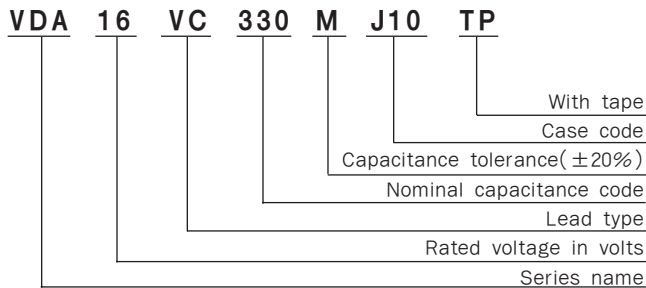 VDA 16 VC 330 M J10 TP
With tape
Case code
Capacitance tolerance(±20%)
Nominal capacitance code
Lead type
Rated voltage in volts
Series name